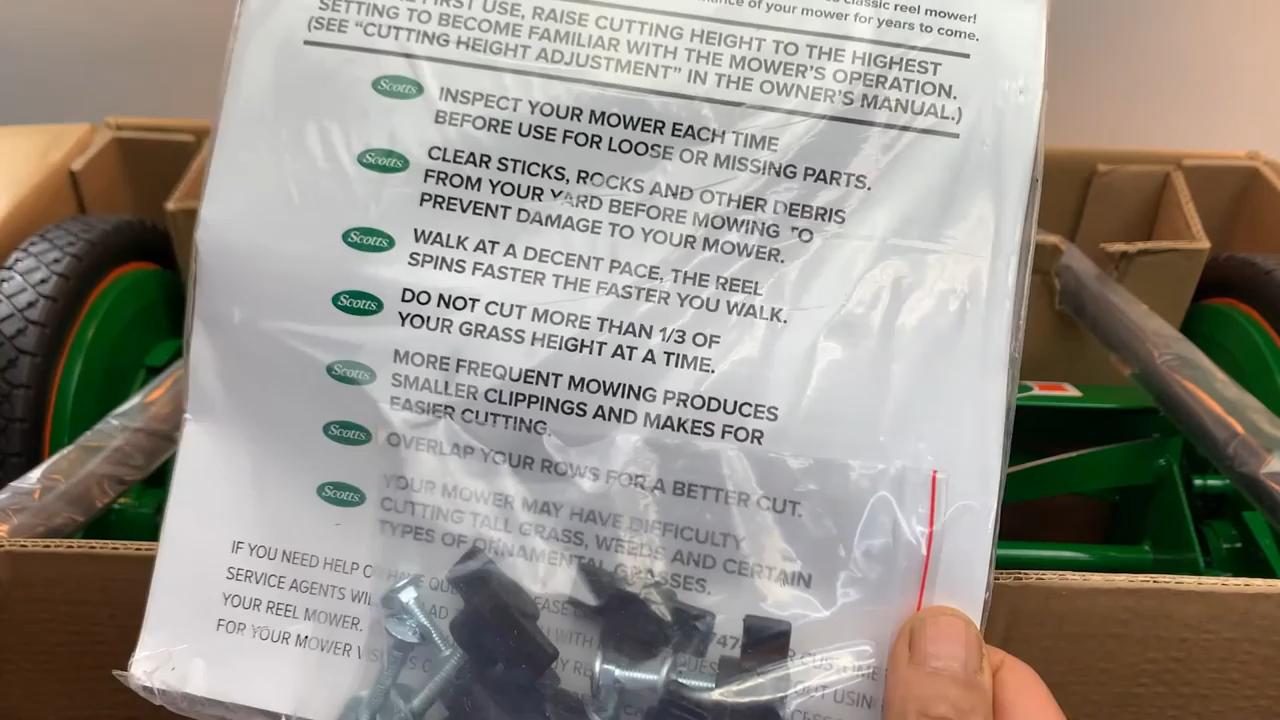 classic reel mower!
of your mower for years to come.
FIRST USE, RAISE CUTTING HEIGHT TO THE HIGHEST
SETTING TO BECOME FAMILIAR WITH THE MOWER'S OPERATION.
(SEE "CUTTING HEIGHT ADJUSTMENT" IN THE OWNER'S MANUAL.)
Scotts INSPECT YOUR MOWER EACH TIME
BEFORE USE FOR LOOSE OR MISSING PARTS.
Scotts CLEAR STICKS, ROCKS AND OTHER DEBRIS
FROM YOUR YARD BEFORE MOWING TO
PREVENT DAMAGE TO YOUR MOWER.
Scotts WALK AT A DECENT PACE, THE REEL
SPINS FASTER THE FASTER YOU WALK.
Scotts DO NOT CUT MORE THAN 1/3 OF
YOUR GRASS HEIGHT AT A TIME.
Scotts MORE FREQUENT MOWING PRODUCES
SMALLER CLIPPINGS AND MAKES FOR
EASIER CUTTING.
Scotts OVERLAP YOUR ROWS FOR A BETTER CUT.
Scotts YOUR MOWER MAY HAVE DIFFICULTY
CUTTING TALL GRASS, WEEDS AND CERTAIN
TYPES OF ORNAMENTAL GRASSES.
IF YOU NEED HELP HAVE
SERVICE AGENTS
YOUR REEL MOWER.
FOR YOUR MOWER